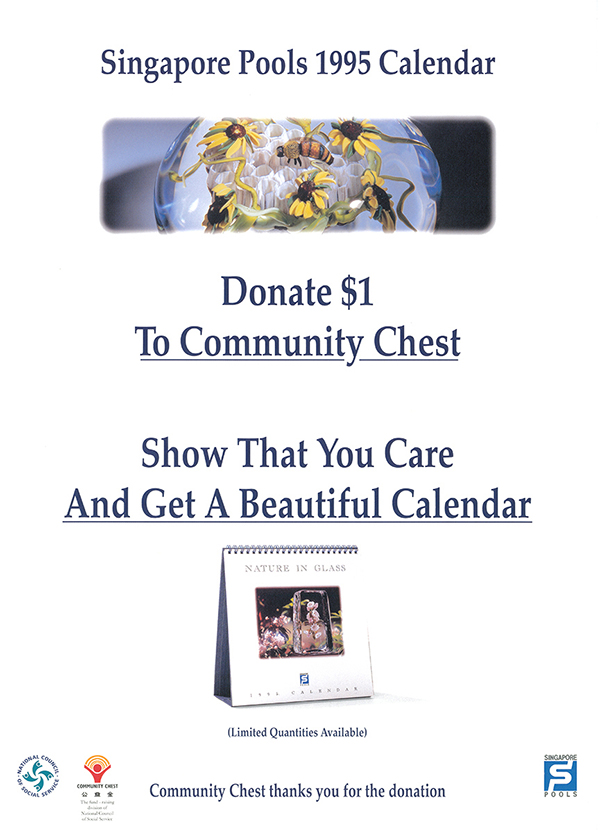 Singapore Pools 1995 Calendar
Donate $1
To Community Chest
Show That You Care
And Get A Beautiful Calendar
NATURE IN GLASS
CALENDAR
(Limited Quantities Available)
NATIONAL COUNCIL
OF SOCIAL SERVICE
COMMUNITY CHEST
公益金
The fund-raising
division of
National Council
of Social Service
Community Chest thanks you for the donation
SINGAPORE
POOLS